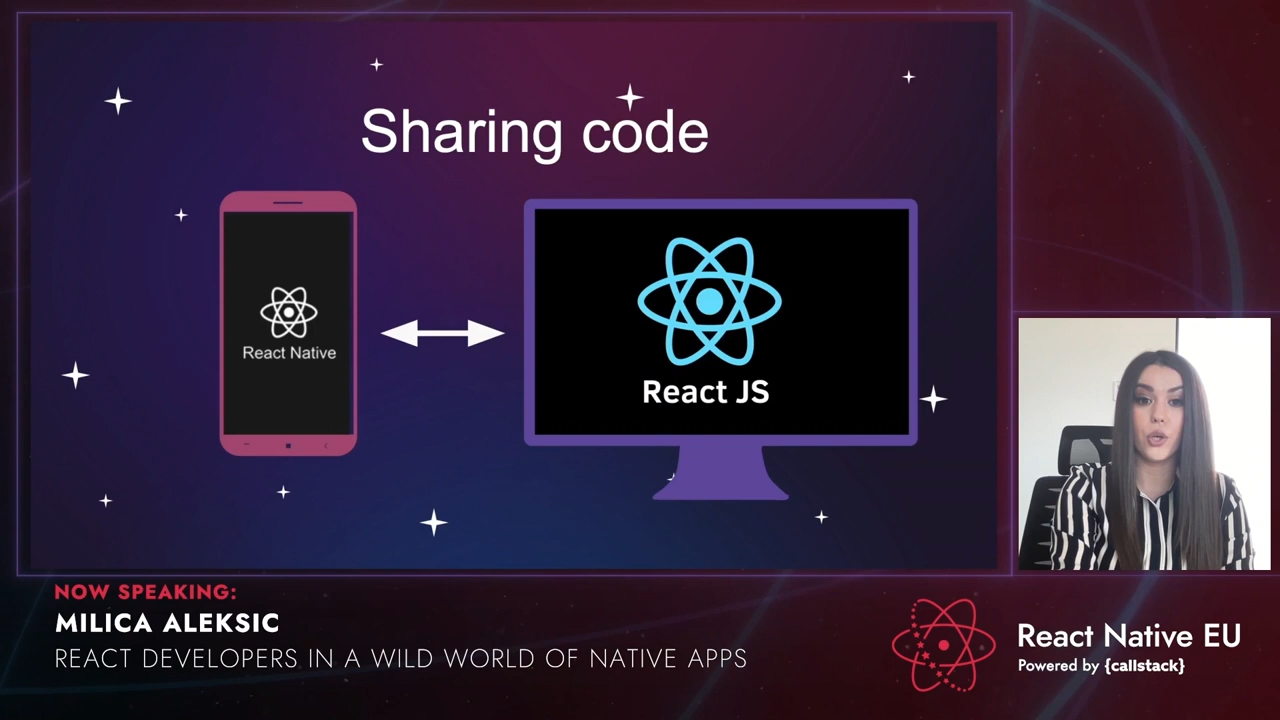 Sharing code
React Native
React JS
NOW SPEAKING:
MILICA ALEKSIC
REACT DEVELOPERS IN A WILD WORLD OF NATIVE APPS
React Native EU
Powered by {callstack}